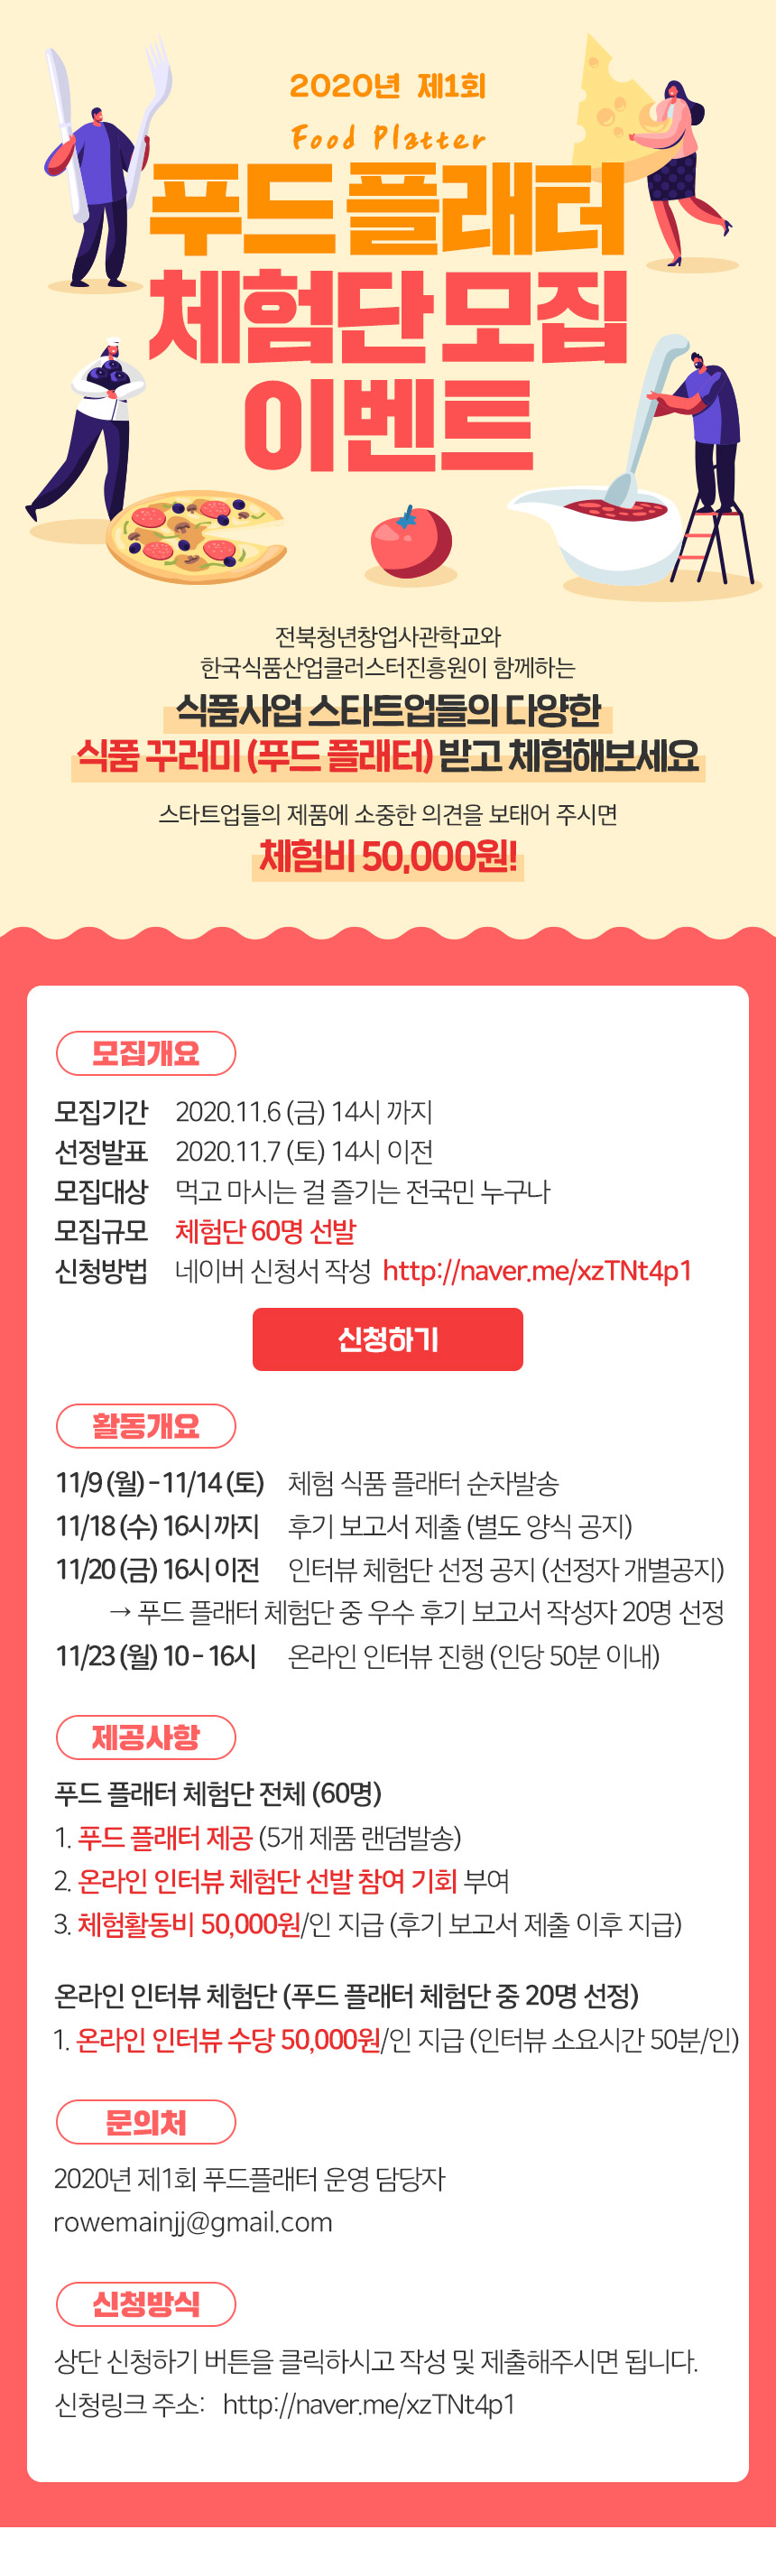 2020년 제1회
Food Platter
푸드 플래터
체험단 모집
이벤트
전북청년창업사관학교와
한국식품산업클러스터진흥원이 함께하는
식품사업 스타트업들의 다양한
식품 꾸러미 (푸드 플래터) 받고 체험해보세요
스타트업들의 제품에 소중한 의견을 보태어 주시면
체험비 50,000원!
모집개요
모집기간 2020.11.6 (금) 14시 까지
선정발표 2020.11.7 (토) 14시 이전
모집대상 먹고 마시는 걸 즐기는 전국민 누구나
모집규모 체험단 60명 선발
신청방법 네이버 신청서 작성 http://naver.me/xzTNt4p1
신청하기
활동개요
11/9 (월) - 11/14 (토) 체험 식품 플래터 순차발송
11/18 (수) 16시 까지 후기 보고서 제출 (별도 양식 공지)
11/20 (금) 16시 이전 인터뷰 체험단 선정 공지 (선정자 개별공지)
→ 푸드 플래터 체험단 중 우수 후기 보고서 작성자 20명 선정
11/23 (월) 10 - 16시 온라인 인터뷰 진행 (인당 50분 이내)
제공사항
푸드 플래터 체험단 전체 (60명)
1. 푸드 플래터 제공 (5개 제품 랜덤발송)
2. 온라인 인터뷰 체험단 선발 참여 기회 부여
3. 체험활동비 50,000원/인 지급 (후기 보고서 제출 이후 지급)
온라인 인터뷰 체험단 (푸드 플래터 체험단 중 20명 선정)
1. 온라인 인터뷰 수당 50,000원/인 지급 (인터뷰 소요시간 50분/인)
문의처
2020년 제1회 푸드플래터 운영 담당자
rowemainjj@gmail.com
신청방식
상단 신청하기 버튼을 클릭하시고 작성 및 제출해주시면 됩니다.
신청링크 주소: http://naver.me/xzTNt4p1